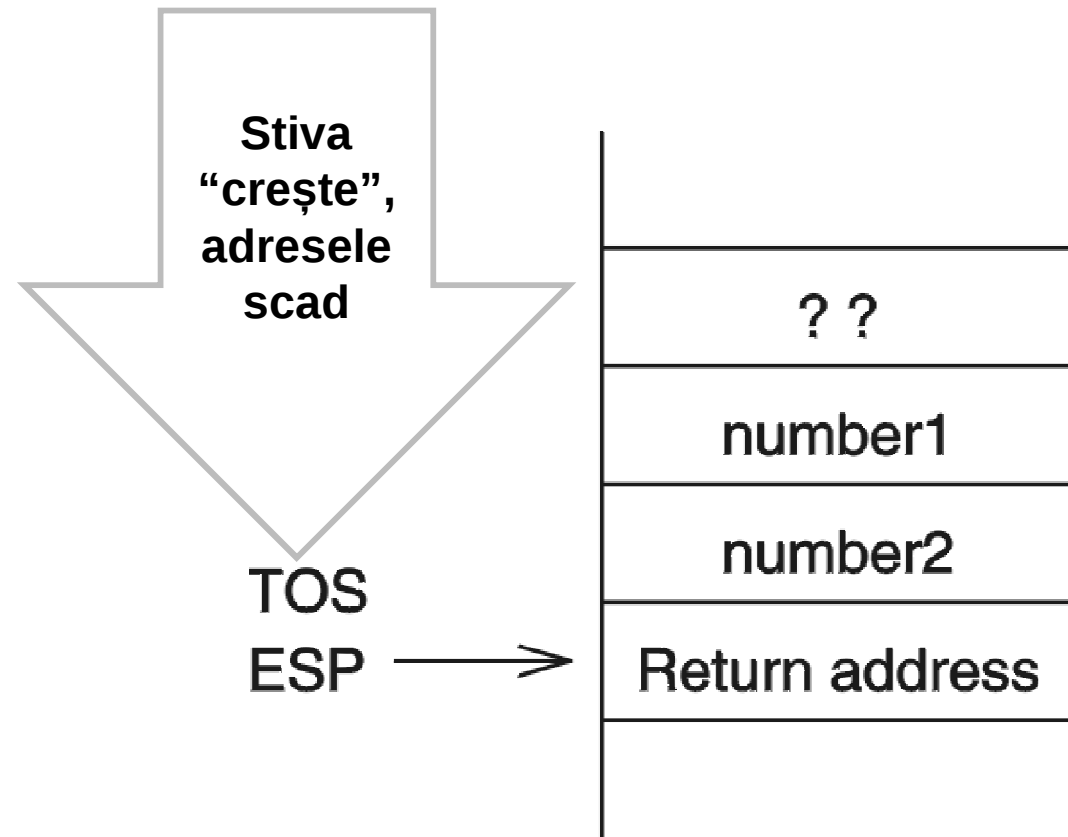 Stiva
“crește”,
adresele
scad
TOS
ESP
? ?
number1
number2
Return address